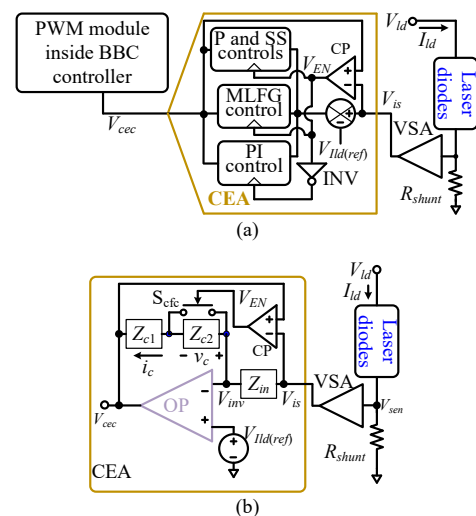 PWM module
inside BBC
controller
V_cec
P and SS
controls
MLFG
control
PI
control
CEA
V_EN
CP
+
−
V_Ild(ref)
INV
V_is
VSA
V_ld
I_ld
Laser
diodes
R_shunt
(a)
S_cfc
V_EN
Z_c1
Z_c2
i_c
− v_c +
+
−
CP
OP
−
+
V_inv
Z_in
V_is
V_cec
V_Ild(ref)
+
−
CEA
VSA
V_ld
I_ld
Laser
diodes
V_sen
R_shunt
(b)